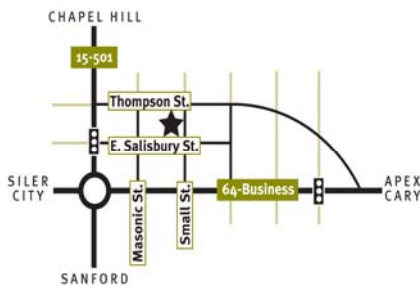 CHAPEL HILL
15-501
Thompson St.
E. Salisbury St.
SILER
CITY
Masonic St.
Small St.
64-Business
APEX
CARY
SANFORD